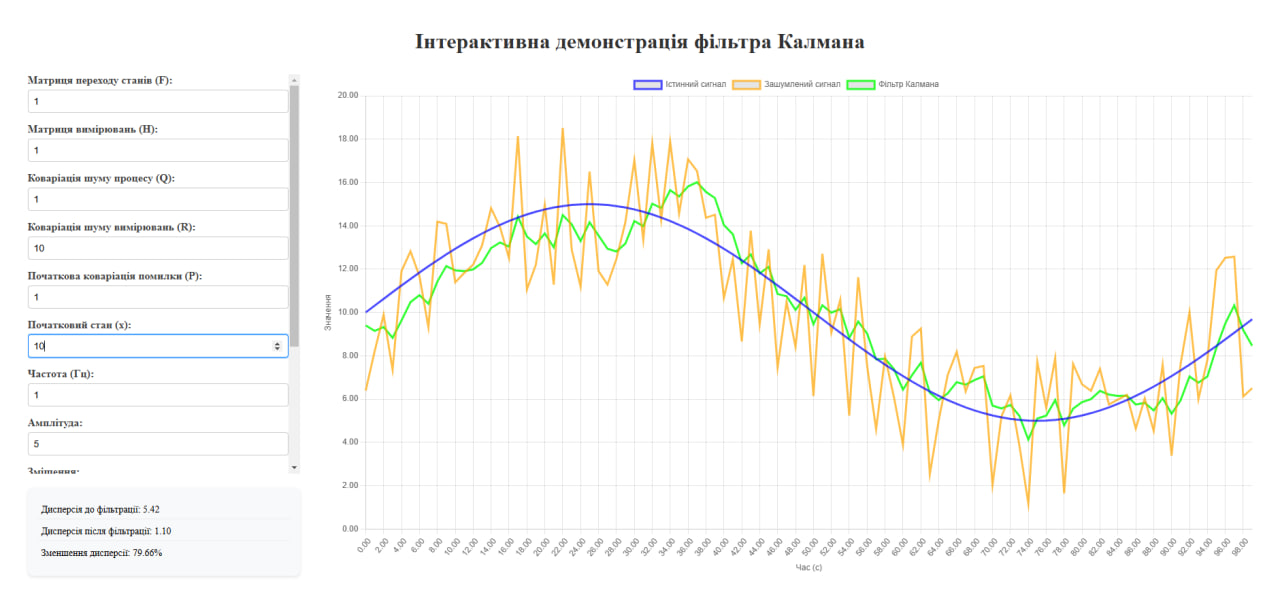 Інтерактивна демонстрація фільтра Калмана
Матриця переходу станів (F):
1
Матриця вимірювань (H):
1
Коваріація шуму процесу (Q):
1
Коваріація шуму вимірювань (R):
10
Початкова коваріація помилки (P):
1
Початковий стан (x):
10
Частота (Гц):
1
Амплітуда:
5
Зміщення:
Дисперсія до фільтрації: 5.42
Дисперсія після фільтрації: 1.10
Зменшення дисперсії: 79.66%
Істинний сигнал Зашумлений сигнал Фільтр Калмана
Значення
20.00
18.00
16.00
14.00
12.00
10.00
8.00
6.00
4.00
2.00
0.00
0.00 2.00 4.00 6.00 8.00 10.00 12.00 14.00 16.00 18.00 20.00 22.00 24.00 26.00 28.00 30.00 32.00 34.00 36.00 38.00 40.00 42.00 44.00 46.00 48.00 50.00 52.00 54.00 56.00 58.00 60.00 62.00 64.00 66.00 68.00 70.00 72.00 74.00 76.00 78.00 80.00 82.00 84.00 86.00 88.00 90.00 92.00 94.00 96.00 98.00
Час (с)